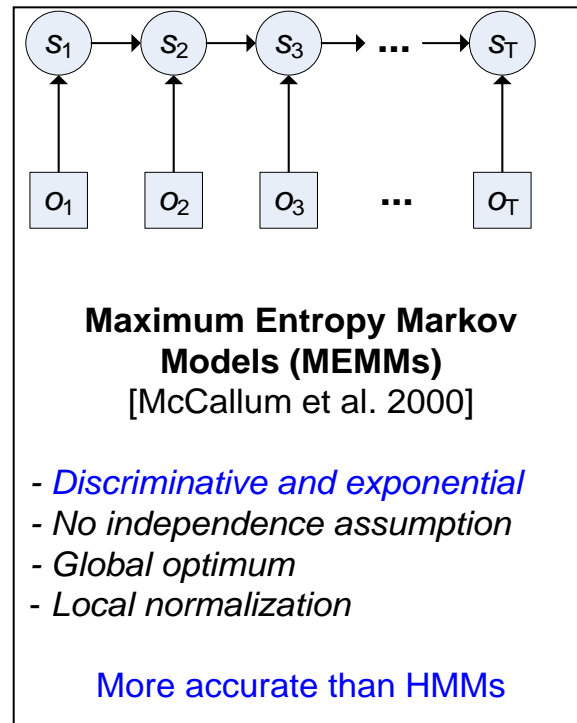 s1 s2 s3 ... sT
o1 o2 o3 ... oT
Maximum Entropy Markov
Models (MEMMs)
[McCallum et al. 2000]
- Discriminative and exponential
- No independence assumption
- Global optimum
- Local normalization
More accurate than HMMs